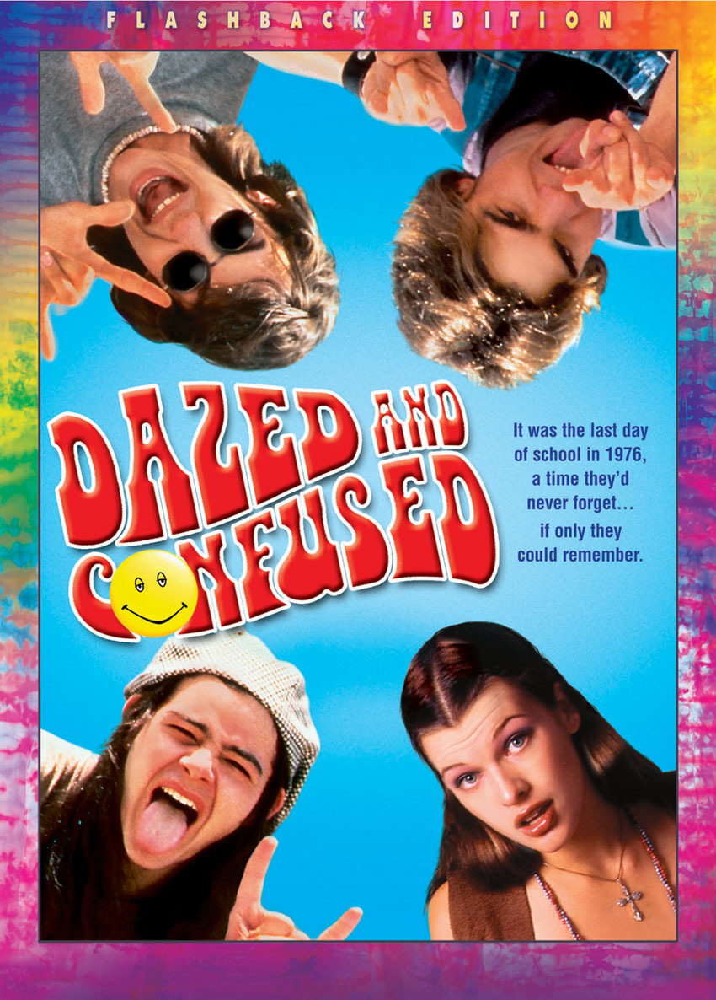 FLASHBACK EDITION
DAZED AND
CONFUSED
It was the last day
of school in 1976,
a time they'd
never forget...
if only they
could remember.